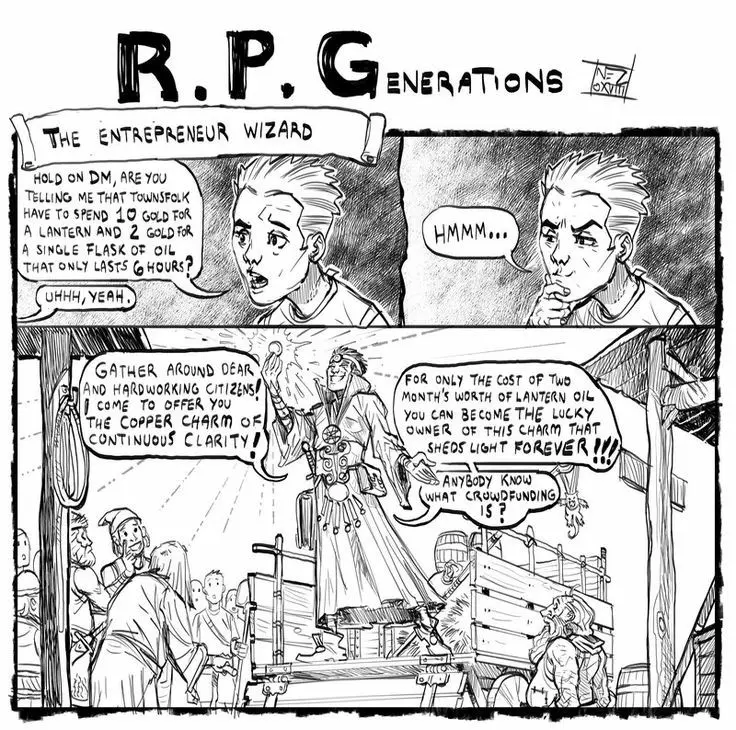 R.P.GENERATIONS
THE ENTREPRENEUR WIZARD
HOLD ON DM, ARE YOU
TELLING ME THAT TOWNSFOLK
HAVE TO SPEND 10 GOLD FOR
A LANTERN AND 2 GOLD FOR
A SINGLE FLASK OF OIL
THAT ONLY LASTS 6 HOURS?
UHHH, YEAH.
HMMM...
GATHER AROUND DEAR
AND HARDWORKING CITIZENS!
I COME TO OFFER YOU
THE COPPER CHARM OF
CONTINUOUS CLARITY!
FOR ONLY THE COST OF TWO
MONTH'S WORTH OF LANTERN OIL
YOU CAN BECOME THE LUCKY
OWNER OF THIS CHARM THAT
SHEDS LIGHT FOREVER!!!
ANYBODY KNOW
WHAT CROWDFUNDING
IS?